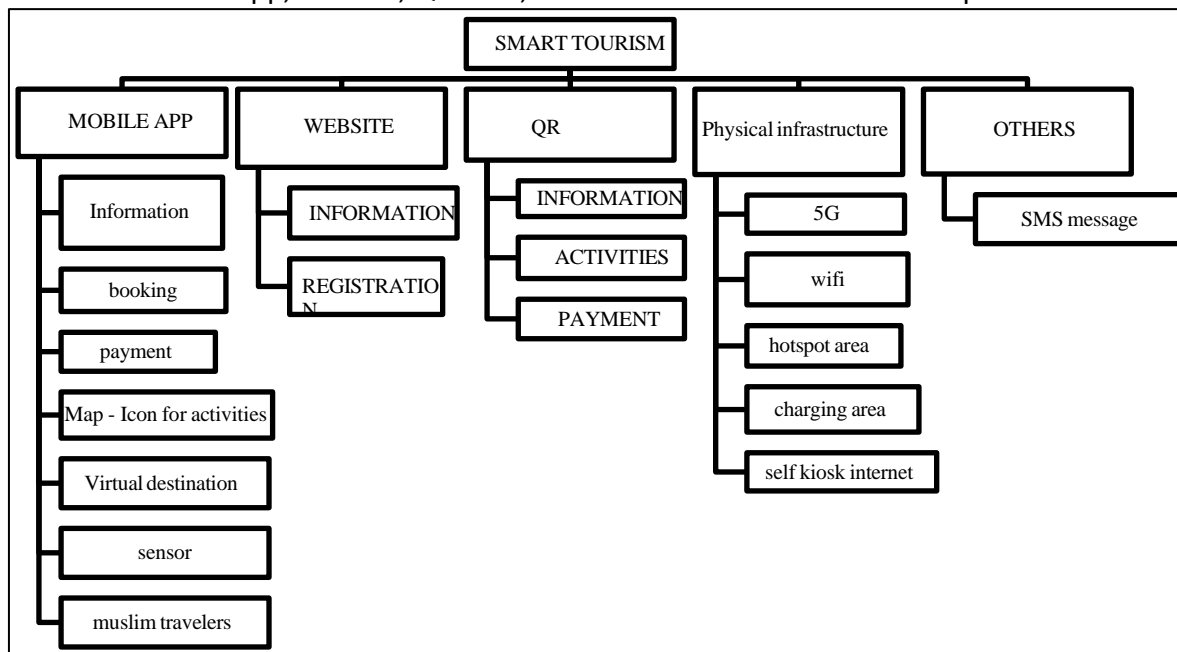 SMART TOURISM
MOBILE APP
WEBSITE
QR
Physical infrastructure
OTHERS
Information
booking
payment
Map - Icon for activities
Virtual destination
sensor
muslim travelers
INFORMATION
REGISTRATIO
N
INFORMATION
ACTIVITIES
PAYMENT
5G
wifi
hotspot area
charging area
self kiosk internet
SMS message